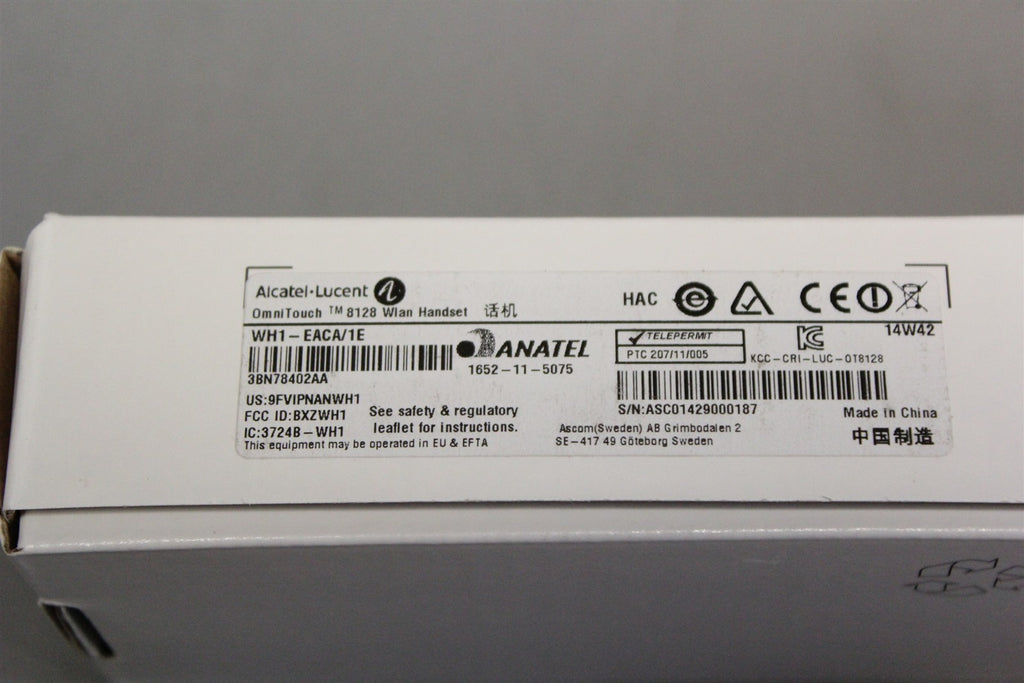 Alcatel·Lucent
OmniTouch ™ 8128 Wlan Handset 话机
HAC
CE
14W42
WH1-EACA/1E
3BN78402AA
ANATEL
1652-11-5075
TELEPERMIT
PTC 207/11/005
KCC-CRI-LUC-OT8128
US:9FVIPNANWH1
FCC ID:BXZWH1
IC:3724B-WH1
This equipment may be operated in EU & EFTA
See safety & regulatory
leaflet for instructions.
S/N:ASC01429000187
Ascom(Sweden) AB Grimbodalen 2
SE-417 49 Göteborg Sweden
Made in China
中国制造